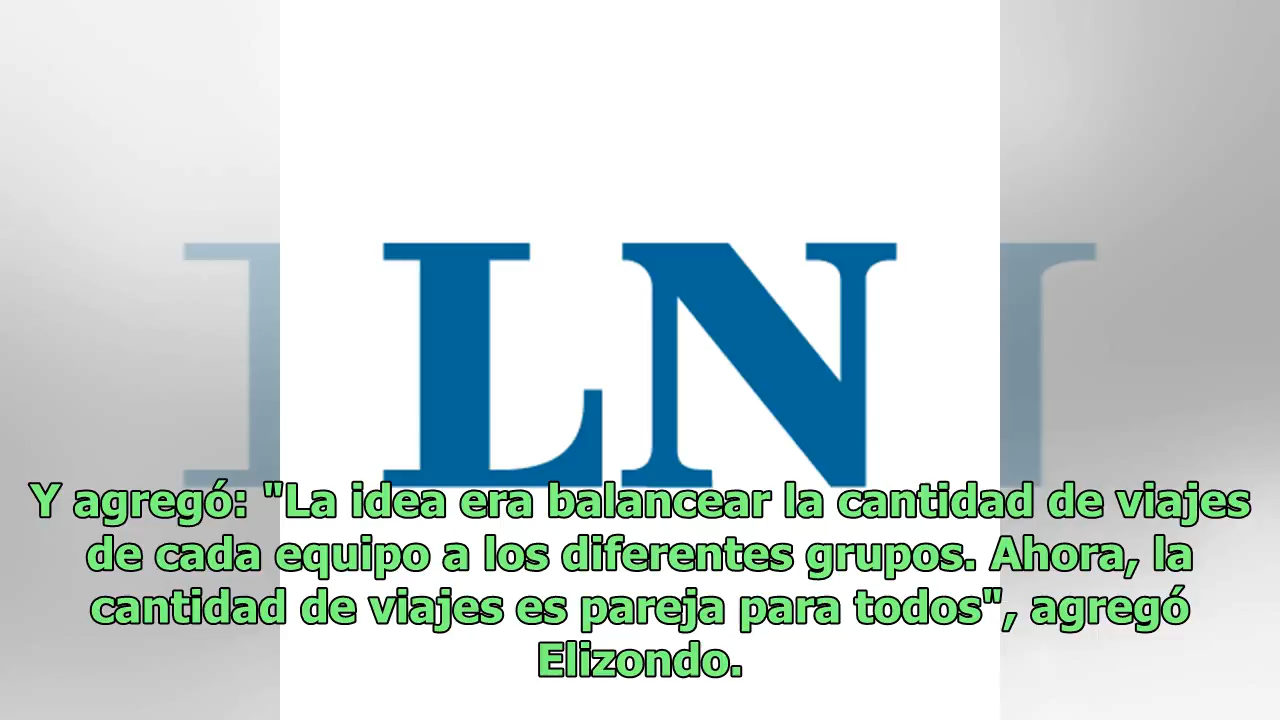 LN
Y agregó: "La idea era balancear la cantidad de viajes
de cada equipo a los diferentes grupos. Ahora, la
cantidad de viajes es pareja para todos", agregó
Elizondo.